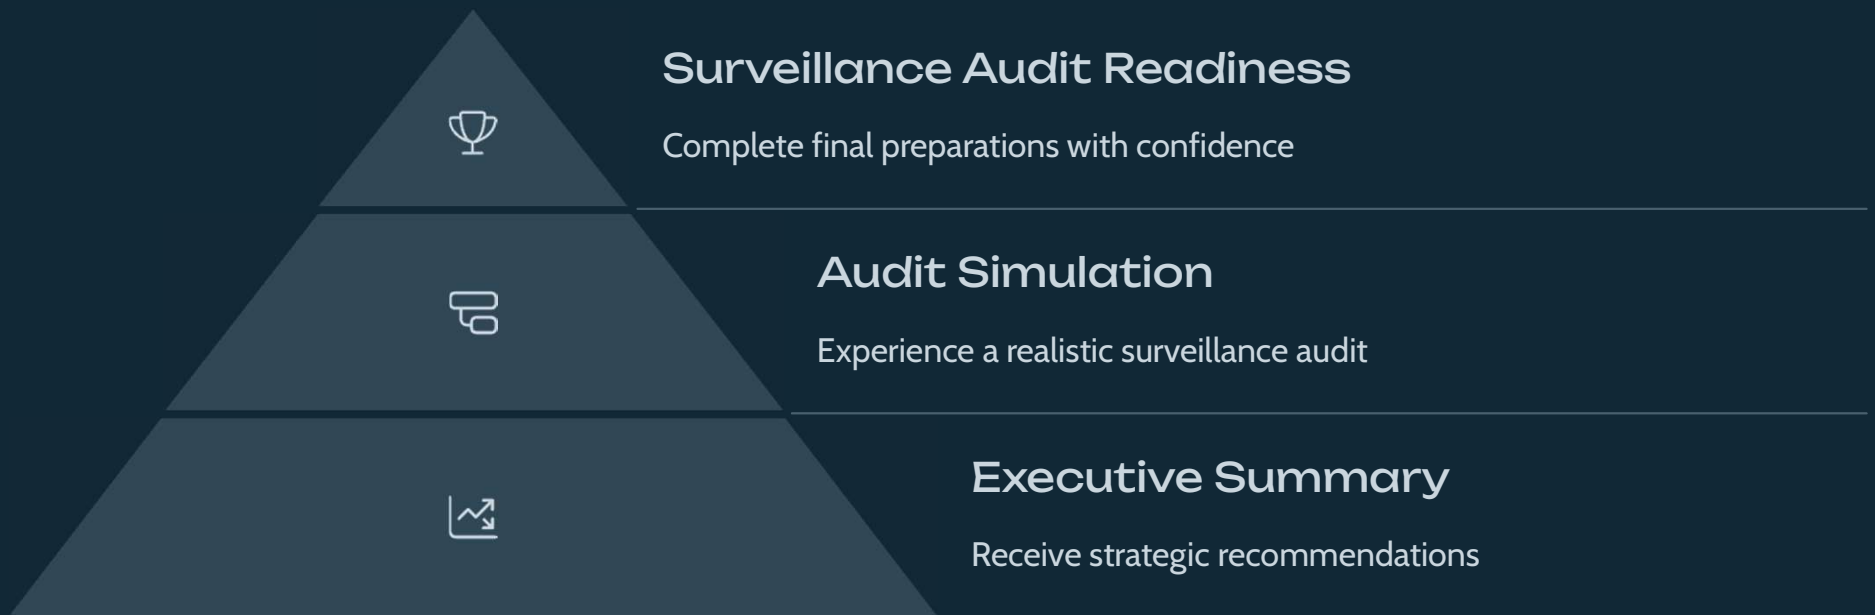 Surveillance Audit Readiness
Complete final preparations with confidence
Audit Simulation
Experience a realistic surveillance audit
Executive Summary
Receive strategic recommendations